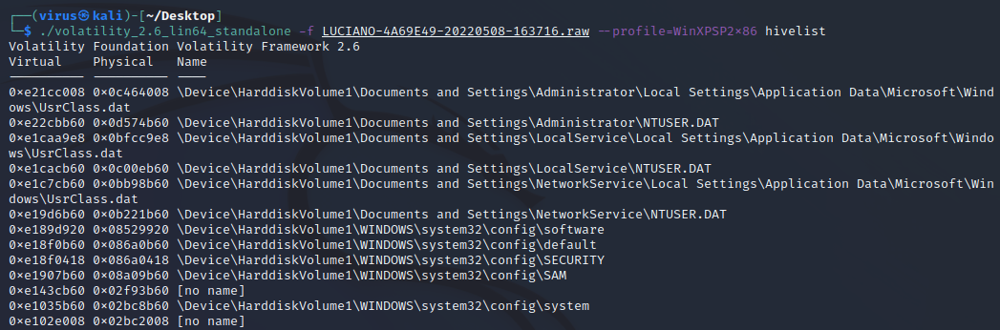 ┌──(virus㉿kali)-[~/Desktop]
└─$ ./volatility_2.6_lin64_standalone -f LUCIANO-4A69E49-20220508-163716.raw --profile=WinXPSP2×86 hivelist
Volatility Foundation Volatility Framework 2.6
Virtual    Physical   Name
---------- ---------- ----
0×e21cc008 0×0c464008 \Device\HarddiskVolume1\Documents and Settings\Administrator\Local Settings\Application Data\Microsoft\Wind
ows\UsrClass.dat
0×e22cbb60 0×0d574b60 \Device\HarddiskVolume1\Documents and Settings\Administrator\NTUSER.DAT
0×e1caa9e8 0×0bfcc9e8 \Device\HarddiskVolume1\Documents and Settings\LocalService\Local Settings\Application Data\Microsoft\Windo
ws\UsrClass.dat
0×e1cacb60 0×0c00eb60 \Device\HarddiskVolume1\Documents and Settings\LocalService\NTUSER.DAT
0×e1c7cb60 0×0bb98b60 \Device\HarddiskVolume1\Documents and Settings\NetworkService\Local Settings\Application Data\Microsoft\Win
dows\UsrClass.dat
0×e19d6b60 0×0b221b60 \Device\HarddiskVolume1\Documents and Settings\NetworkService\NTUSER.DAT
0×e189d920 0×08529920 \Device\HarddiskVolume1\WINDOWS\system32\config\software
0×e18f0b60 0×086a0b60 \Device\HarddiskVolume1\WINDOWS\system32\config\default
0×e18f0418 0×086a0418 \Device\HarddiskVolume1\WINDOWS\system32\config\SECURITY
0×e1907b60 0×08a09b60 \Device\HarddiskVolume1\WINDOWS\system32\config\SAM
0×e143cb60 0×02f93b60 [no name]
0×e1035b60 0×02bc8b60 \Device\HarddiskVolume1\WINDOWS\system32\config\system
0×e102e008 0×02bc2008 [no name]